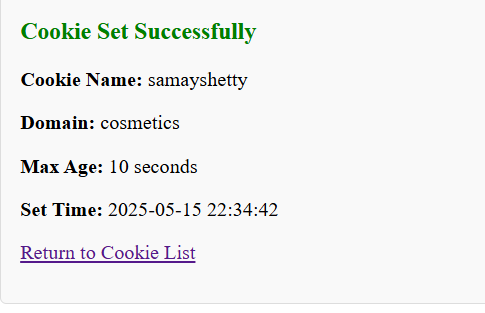 Cookie Set Successfully
Cookie Name: samayshetty
Domain: cosmetics
Max Age: 10 seconds
Set Time: 2025-05-15 22:34:42
Return to Cookie List